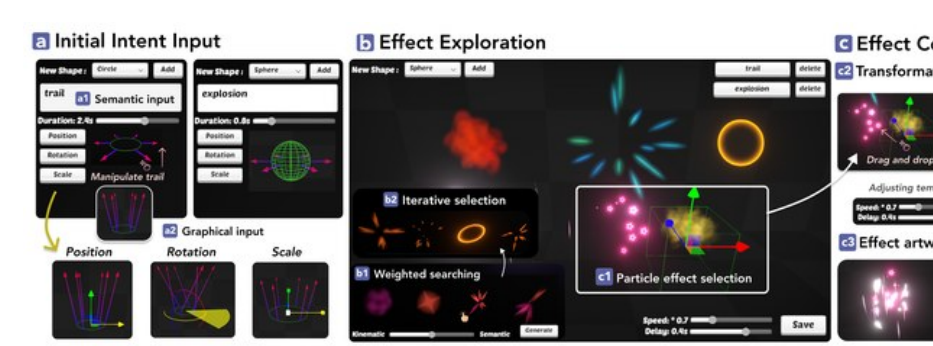 a Initial Intent Input
New Shape: Circle Add
trail
a1 Semantic input
Duration: 2.4s
Position
Rotation
Scale
Manipulate trail
New Shape: Sphere Add
explosion
Duration: 0.8s
Position
Rotation
Scale
a2 Graphical input
Position Rotation Scale
b Effect Exploration
New Shape: Sphere Add
trail delete
explosion delete
b2 Iterative selection
b1 Weighted searching
Kinematic Semantic Generate
c1 Particle effect selection
Speed: * 0.7
Delay: 0.4s
Save
c Effect Co
c2 Transforma
Drag and drop
Adjusting tem
Speed: * 0.7
Delay: 0.4s
c3 Effect artw